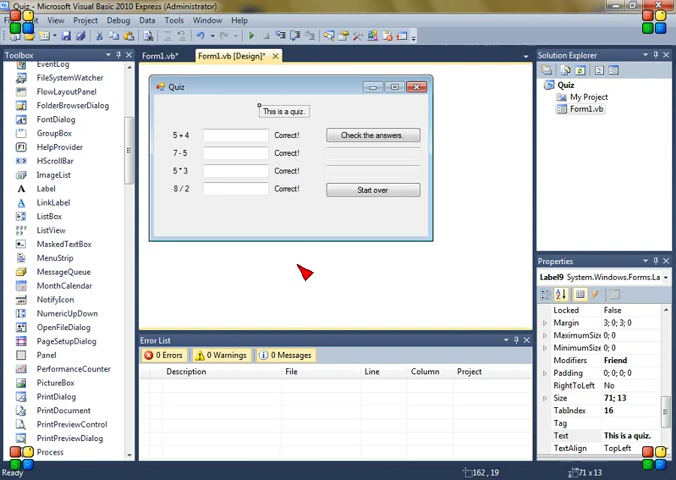 Quiz - Microsoft Visual Basic 2010 Express (Administrator)
Project Debug Data Tools Window Help
Toolbox
EventLog
FileSystemWatcher
FlowLayoutPanel
FolderBrowserDialog
FontDialog
GroupBox
HelpProvider
HScrollBar
ImageList
Label
LinkLabel
ListBox
ListView
MaskedTextBox
MenuStrip
MessageQueue
MonthCalendar
NotifyIcon
NumericUpDown
OpenFileDialog
PageSetupDialog
Panel
PerformanceCounter
PictureBox
PrintDialog
PrintDocument
PrintPreviewControl
PrintPreviewDialog
Process
Form1.vb* Form1.vb [Design]*
Quiz
This is a quiz.
5 + 4 Correct! Check the answers.
7 - 5 Correct!
5 * 3 Correct!
8 / 2 Correct! Start over
Error List
0 Errors 0 Warnings 0 Messages
Description File Line Column Project
Solution Explorer
Quiz
My Project
Form1.vb
Properties
Label9 System.Windows.Forms.La
Locked False
Margin 3; 0; 3; 0
MaximumSize 0; 0
MinimumSize 0; 0
Modifiers Friend
Padding 0; 0; 0; 0
RightToLeft No
Size 71; 13
TabIndex 16
Tag
Text This is a quiz.
TextAlign TopLeft
Ready 162 , 19 71 x 13